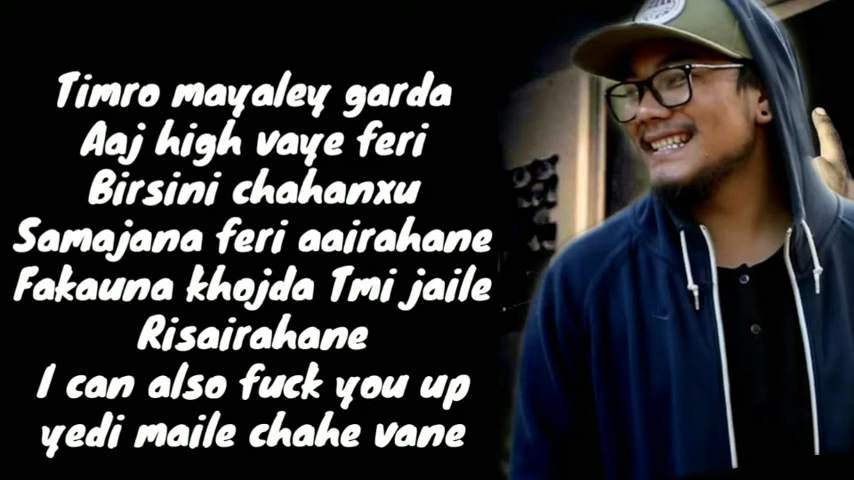 Timro mayaley garda
Aaj high vaye feri
Birsini chahanxu
Samajana feri aairahane
Fakauna khojda Tmi jaile
Risairahane
I can also fuck you up
yedi maile chahe vane